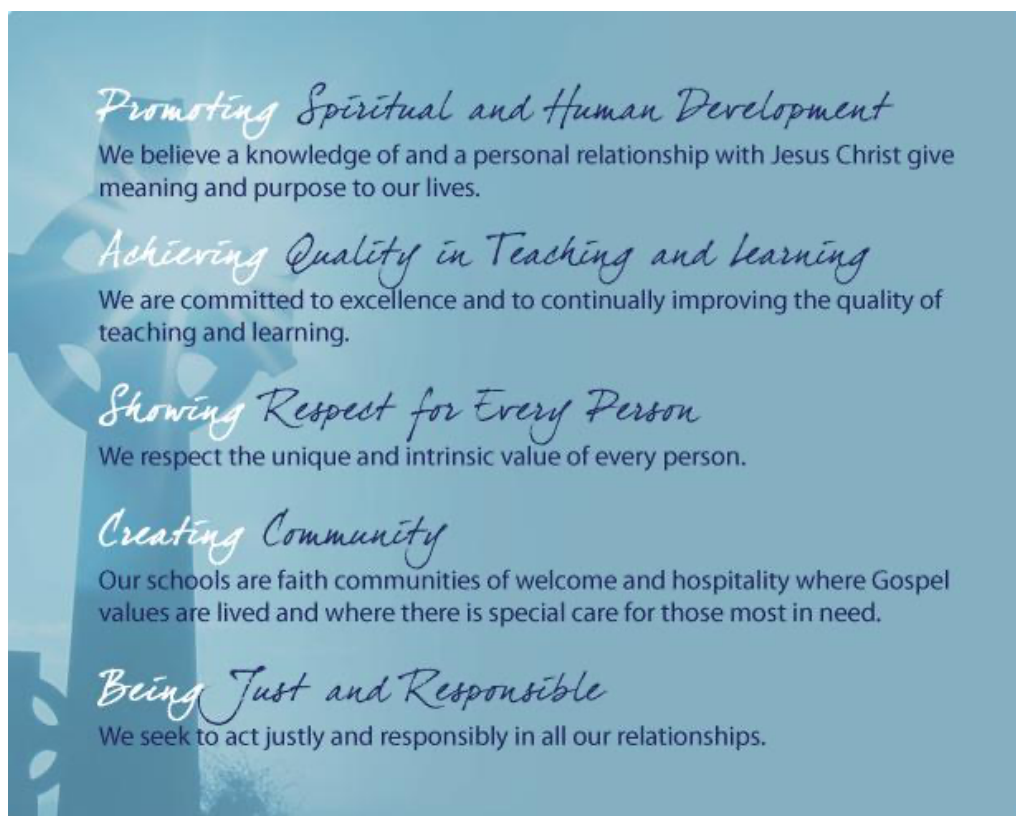 Promoting Spiritual and Human Development
We believe a knowledge of and a personal relationship with Jesus Christ give
meaning and purpose to our lives.
Achieving Quality in Teaching and Learning
We are committed to excellence and to continually improving the quality of
teaching and learning.
Showing Respect for Every Person
We respect the unique and intrinsic value of every person.
Creating Community
Our schools are faith communities of welcome and hospitality where Gospel
values are lived and where there is special care for those most in need.
Being Just and Responsible
We seek to act justly and responsibly in all our relationships.